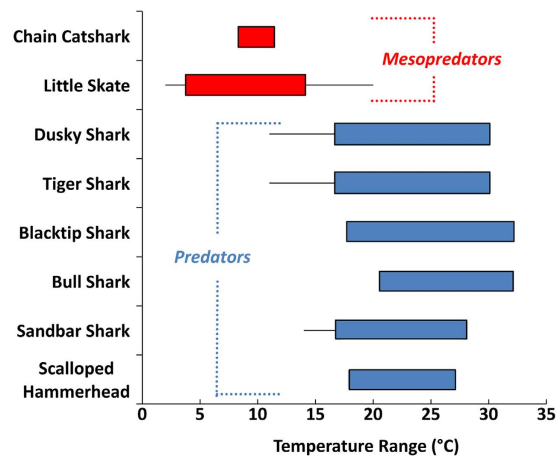 Chain Catshark
Mesopredators
Little Skate
Dusky Shark
Tiger Shark
Blacktip Shark
Predators
Bull Shark
Sandbar Shark
Scalloped
Hammerhead
0 5 10 15 20 25 30 35
Temperature Range (°C)